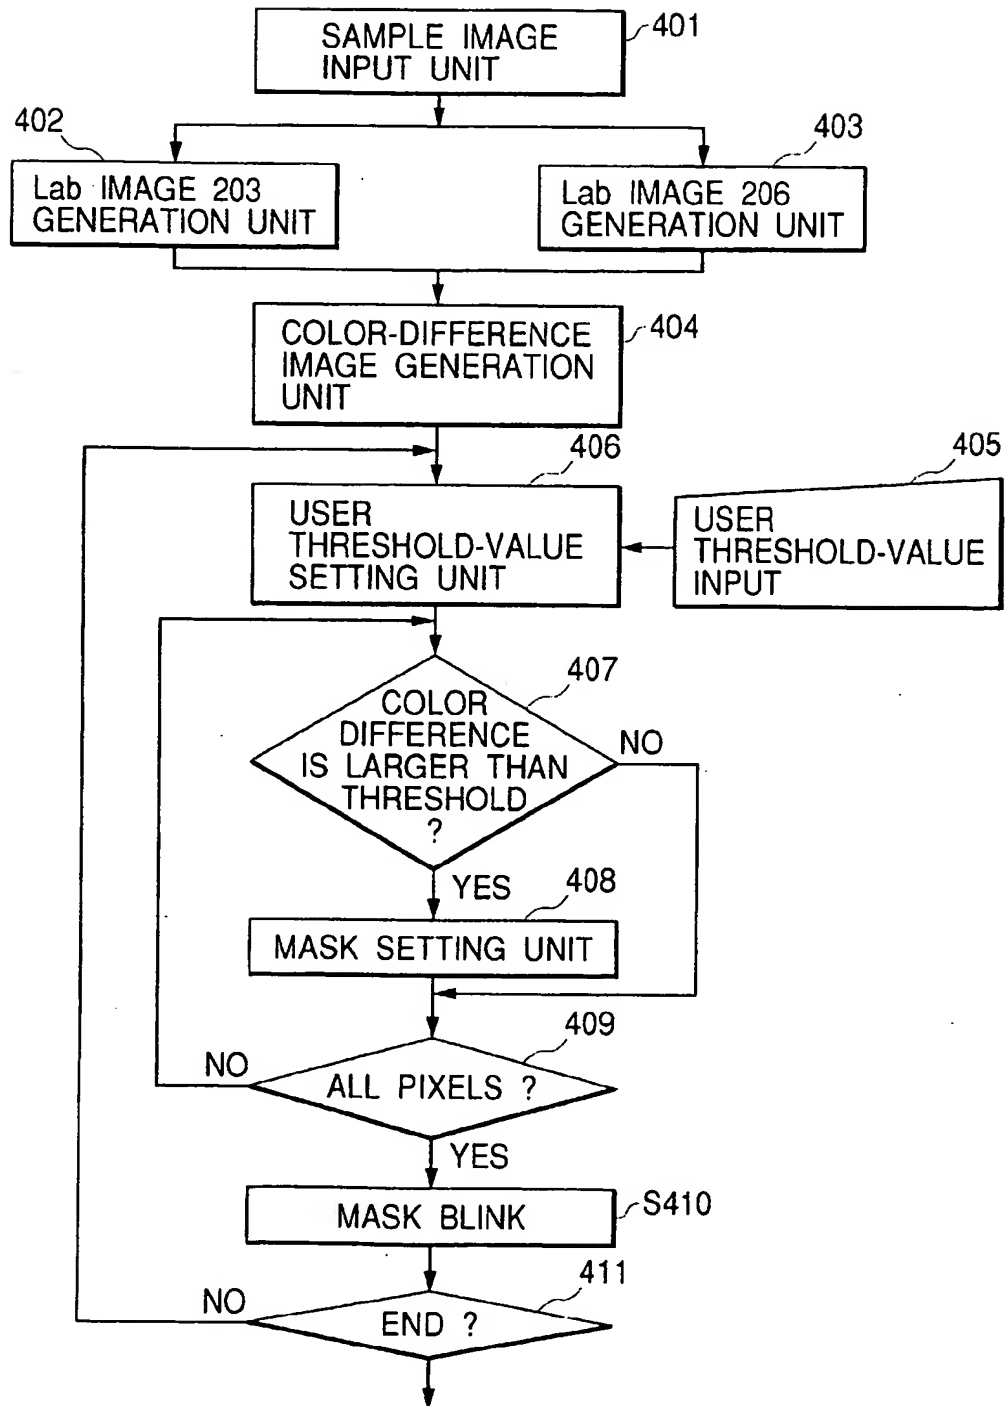 SAMPLE IMAGE
INPUT UNIT
401
402
403
Lab IMAGE 203
GENERATION UNIT
Lab IMAGE 206
GENERATION UNIT
COLOR-DIFFERENCE
IMAGE GENERATION
UNIT
404
406
405
USER
THRESHOLD-VALUE
SETTING UNIT
USER
THRESHOLD-VALUE
INPUT
407
COLOR
DIFFERENCE
IS LARGER THAN
THRESHOLD
?
NO
YES
408
MASK SETTING UNIT
409
NO
ALL PIXELS ?
YES
MASK BLINK
S410
411
NO
END ?